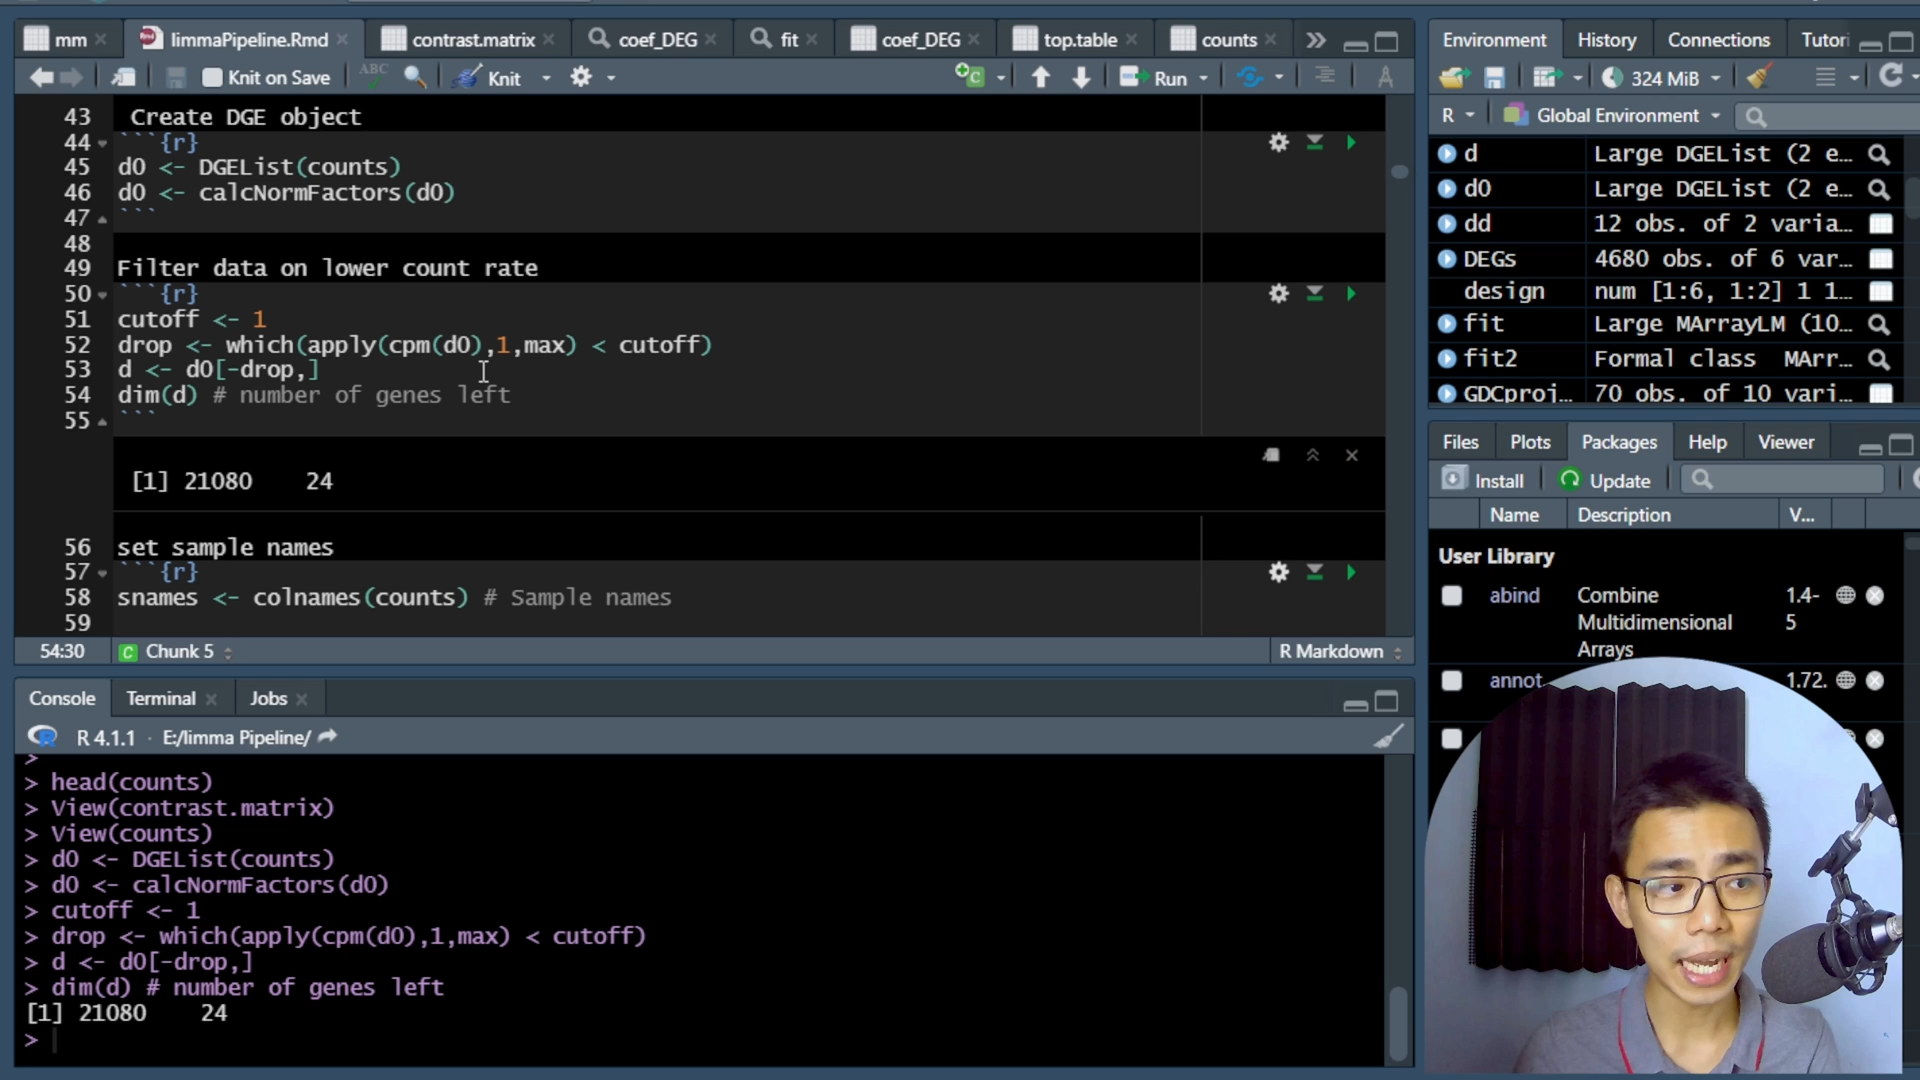 mm
limmaPipeline.Rmd
contrast.matrix
coef_DEG
fit
coef_DEG
top.table
counts
Knit on Save
ABC
Knit
Run
43 Create DGE object
44 ```{r}
45 d0 <- DGEList(counts)
46 d0 <- calcNormFactors(d0)
47 ```
48
49 Filter data on lower count rate
50 ```{r}
51 cutoff <- 1
52 drop <- which(apply(cpm(d0),1,max) < cutoff)
53 d <- d0[-drop,]
54 dim(d) # number of genes left
55 ```
[1] 21080 24
56 set sample names
57 ```{r}
58 snames <- colnames(counts) # Sample names
59
54:30
C Chunk 5
R Markdown
Console
Terminal
Jobs
R 4.1.1 · E:/limma Pipeline/
>
> head(counts)
> View(contrast.matrix)
> View(counts)
> d0 <- DGEList(counts)
> d0 <- calcNormFactors(d0)
> cutoff <- 1
> drop <- which(apply(cpm(d0),1,max) < cutoff)
> d <- d0[-drop,]
> dim(d) # number of genes left
[1] 21080 24
>
Environment
History
Connections
Tutori
324 MiB
R
Global Environment
d Large DGEList (2 e…
d0 Large DGEList (2 e…
dd 12 obs. of 2 varia…
DEGs 4680 obs. of 6 var…
design num [1:6, 1:2] 1 1…
fit Large MArrayLM (10…
fit2 Formal class MArr…
GDCproj… 70 obs. of 10 vari…
Files
Plots
Packages
Help
Viewer
Install
Update
Name
Description
V...
User Library
abind
Combine Multidimensional Arrays
1.4-5
annot
1.72.